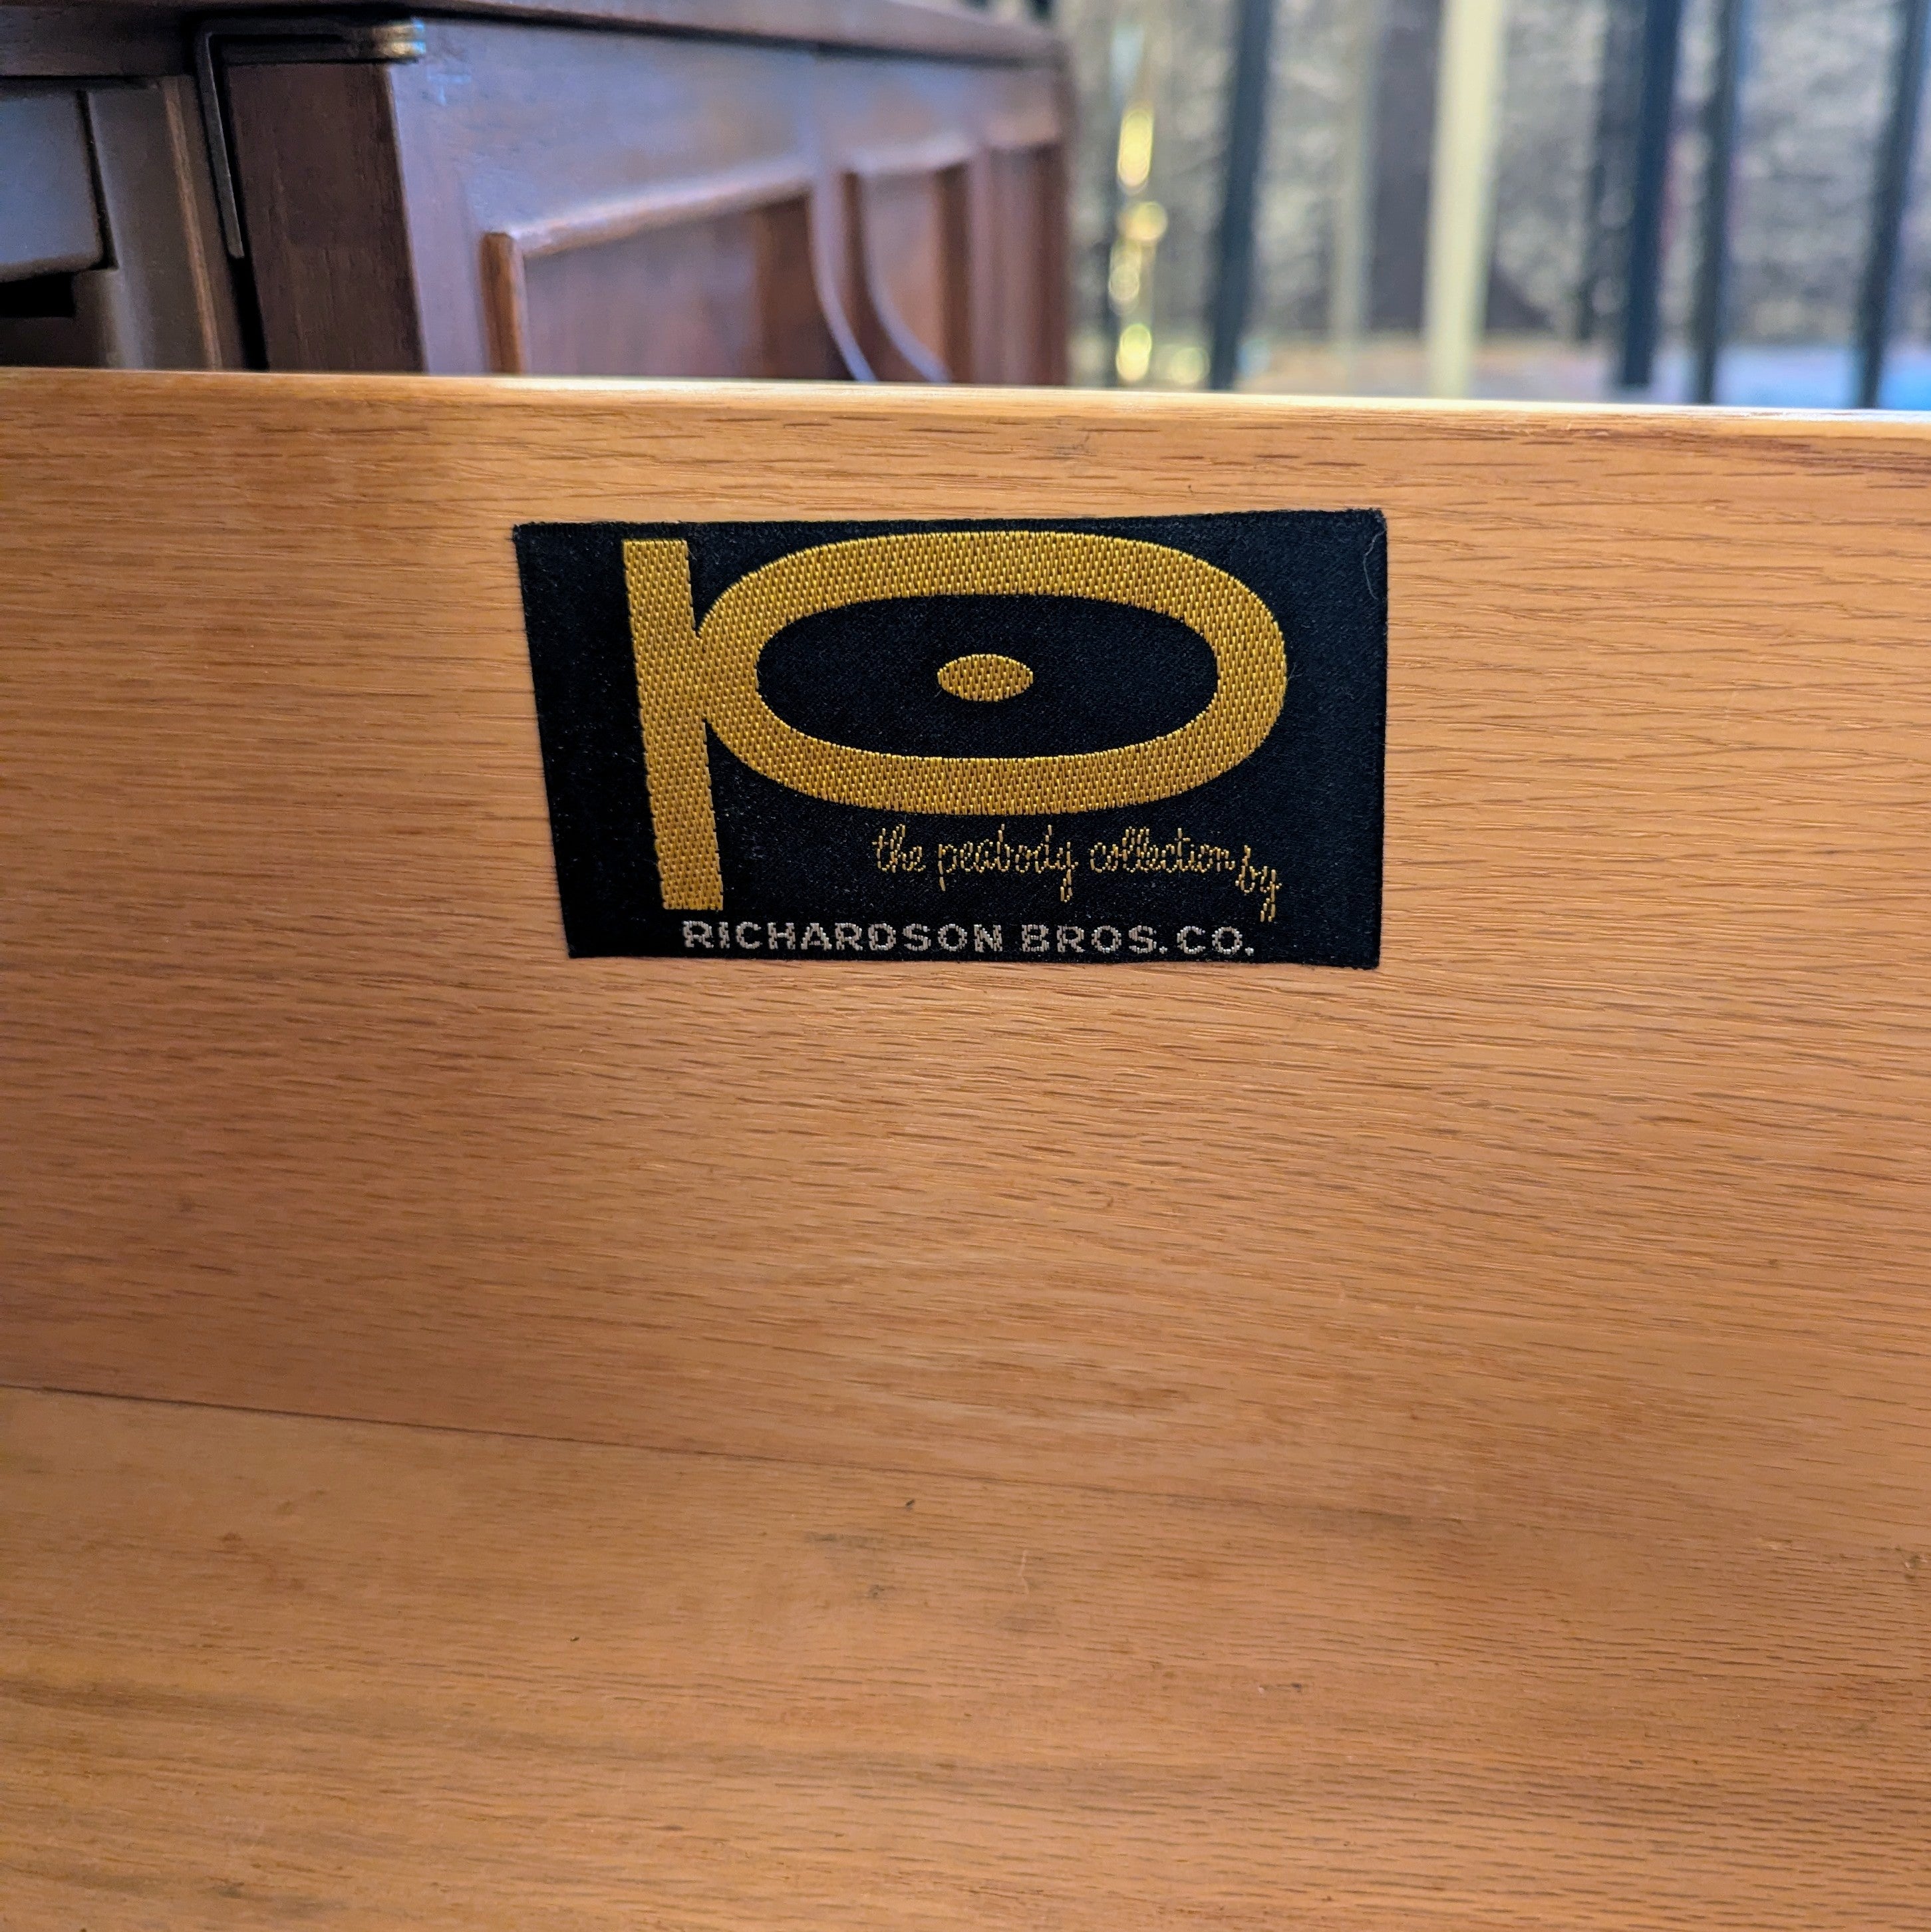 p
the peabody collection by
RICHARDSON BROS. CO.